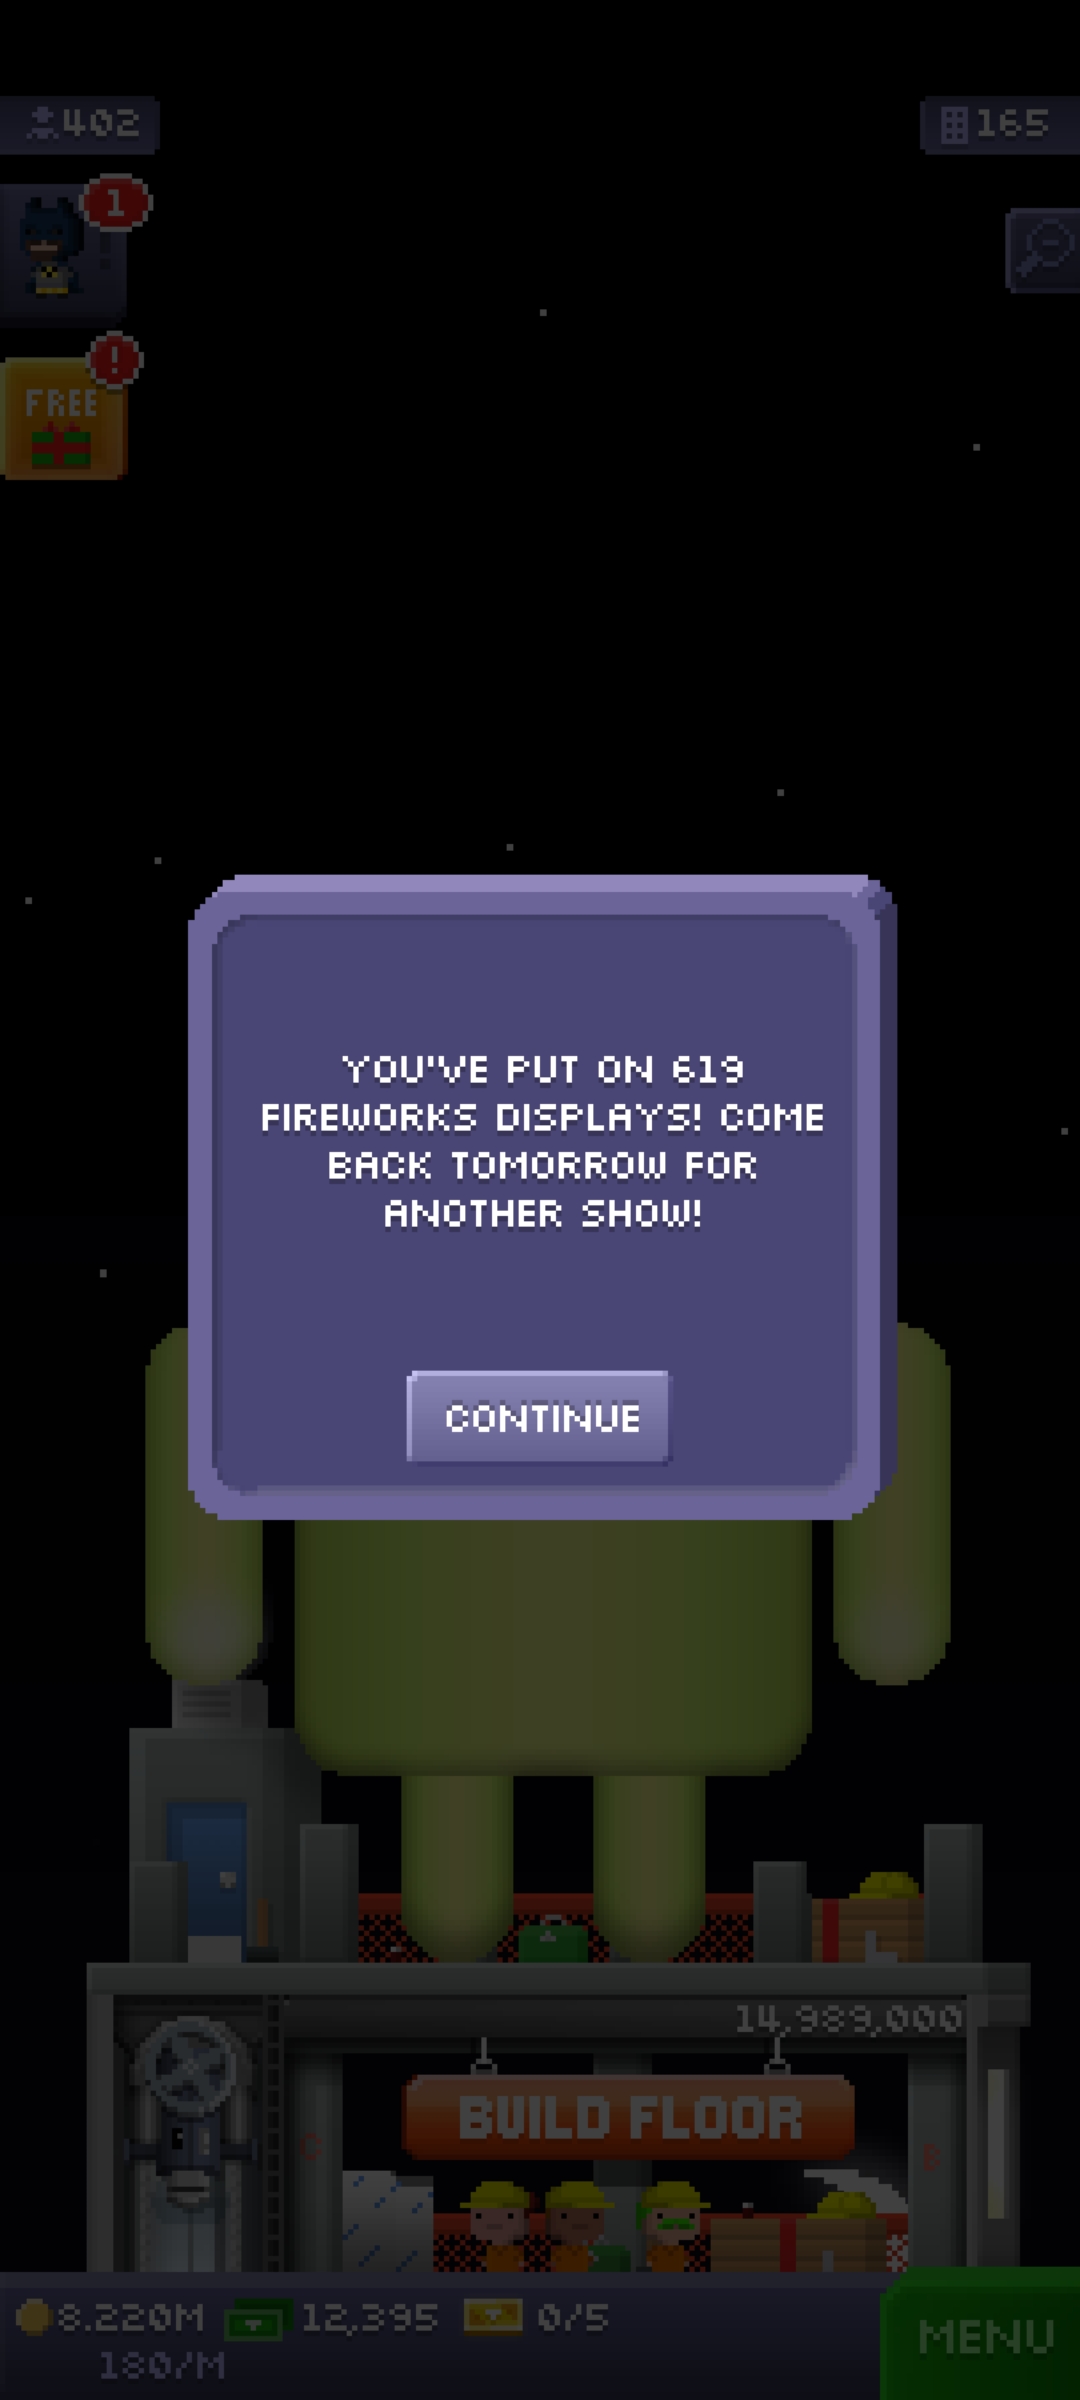 402
165
1
!
FREE
YOU'VE PUT ON 619
FIREWORKS DISPLAYS! COME
BACK TOMORROW FOR
ANOTHER SHOW!
CONTINUE
14,989,000
BUILD FLOOR
8.220M 12,395 0/5
180/M
MENU